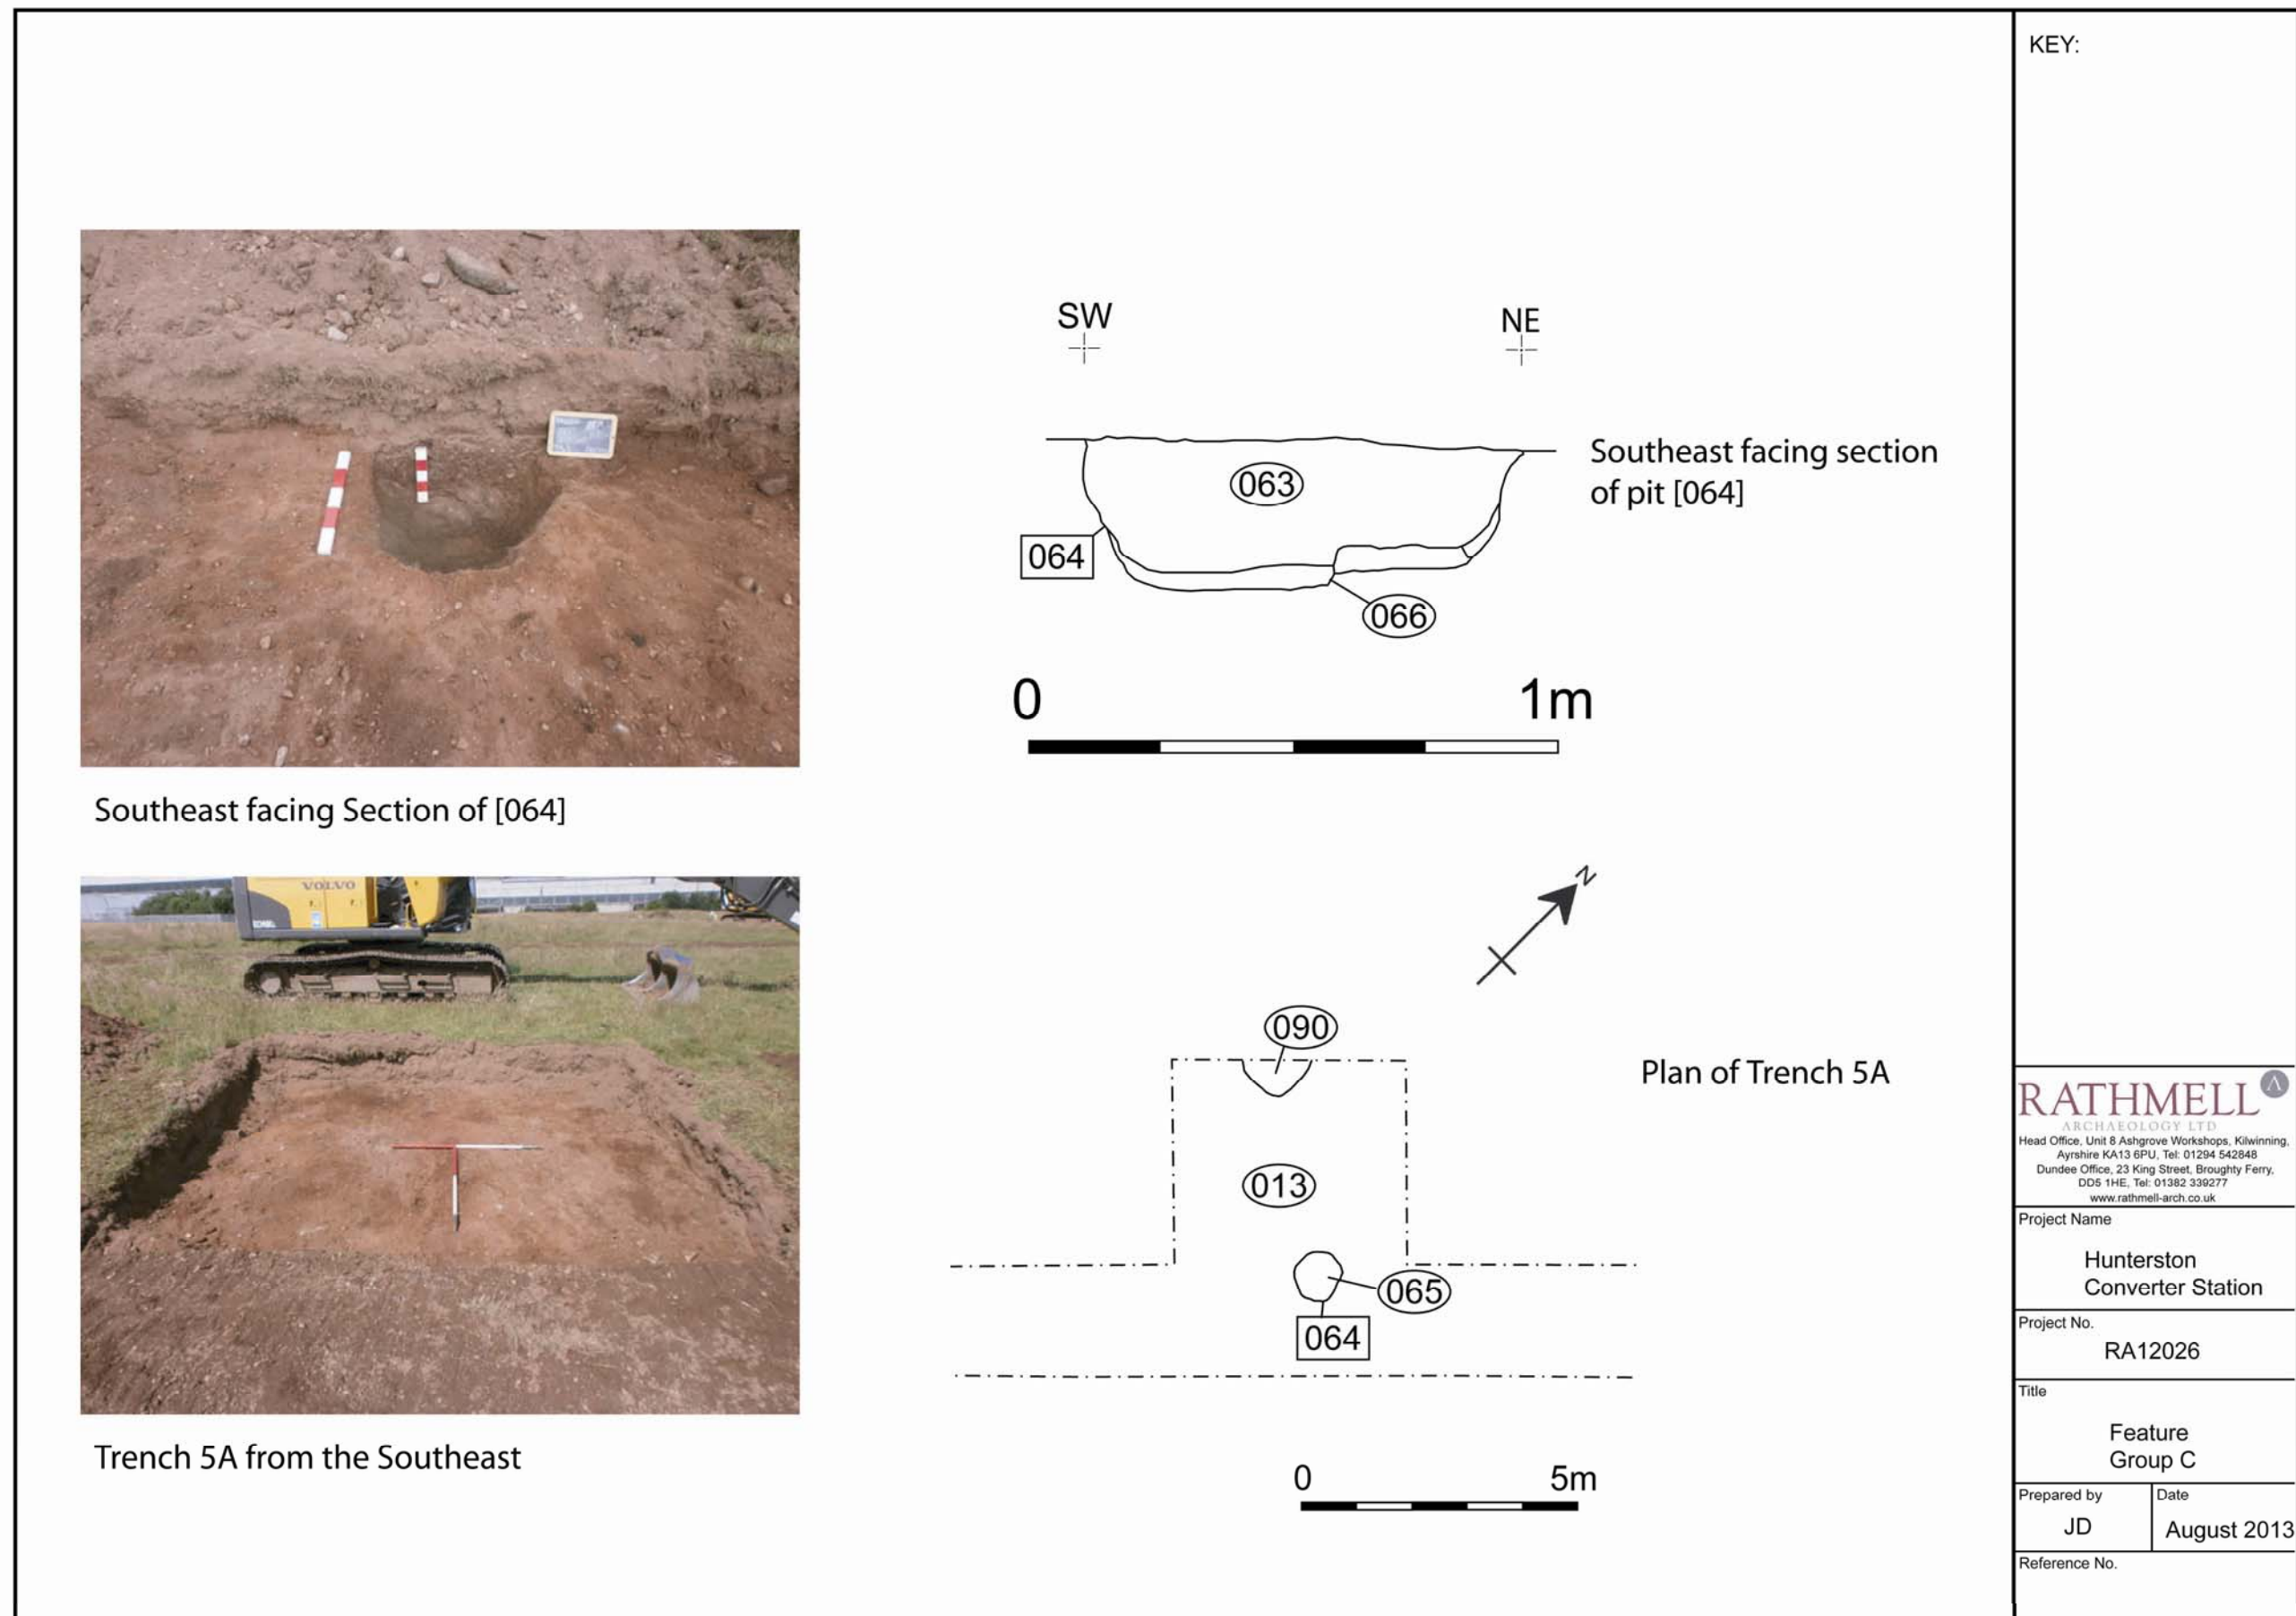 KEY:
SW
NE
063
Southeast facing section
of pit [064]
064
066
0
1m
Southeast facing Section of [064]
VOLVO
N
090
Plan of Trench 5A
013
065
064
0
5m
Trench 5A from the Southeast
RATHMELL
ARCHAEOLOGY LTD
Head Office, Unit 8 Ashgrove Workshops, Kilwinning,
Ayrshire KA13 6PU, Tel: 01294 542848
Dundee Office, 23 King Street, Broughty Ferry,
DD5 1HE, Tel: 01382 339277
www.rathmell-arch.co.uk
Project Name
Hunterston
Converter Station
Project No.
RA12026
Title
Feature
Group C
Prepared by
JD
Date
August 2013
Reference No.